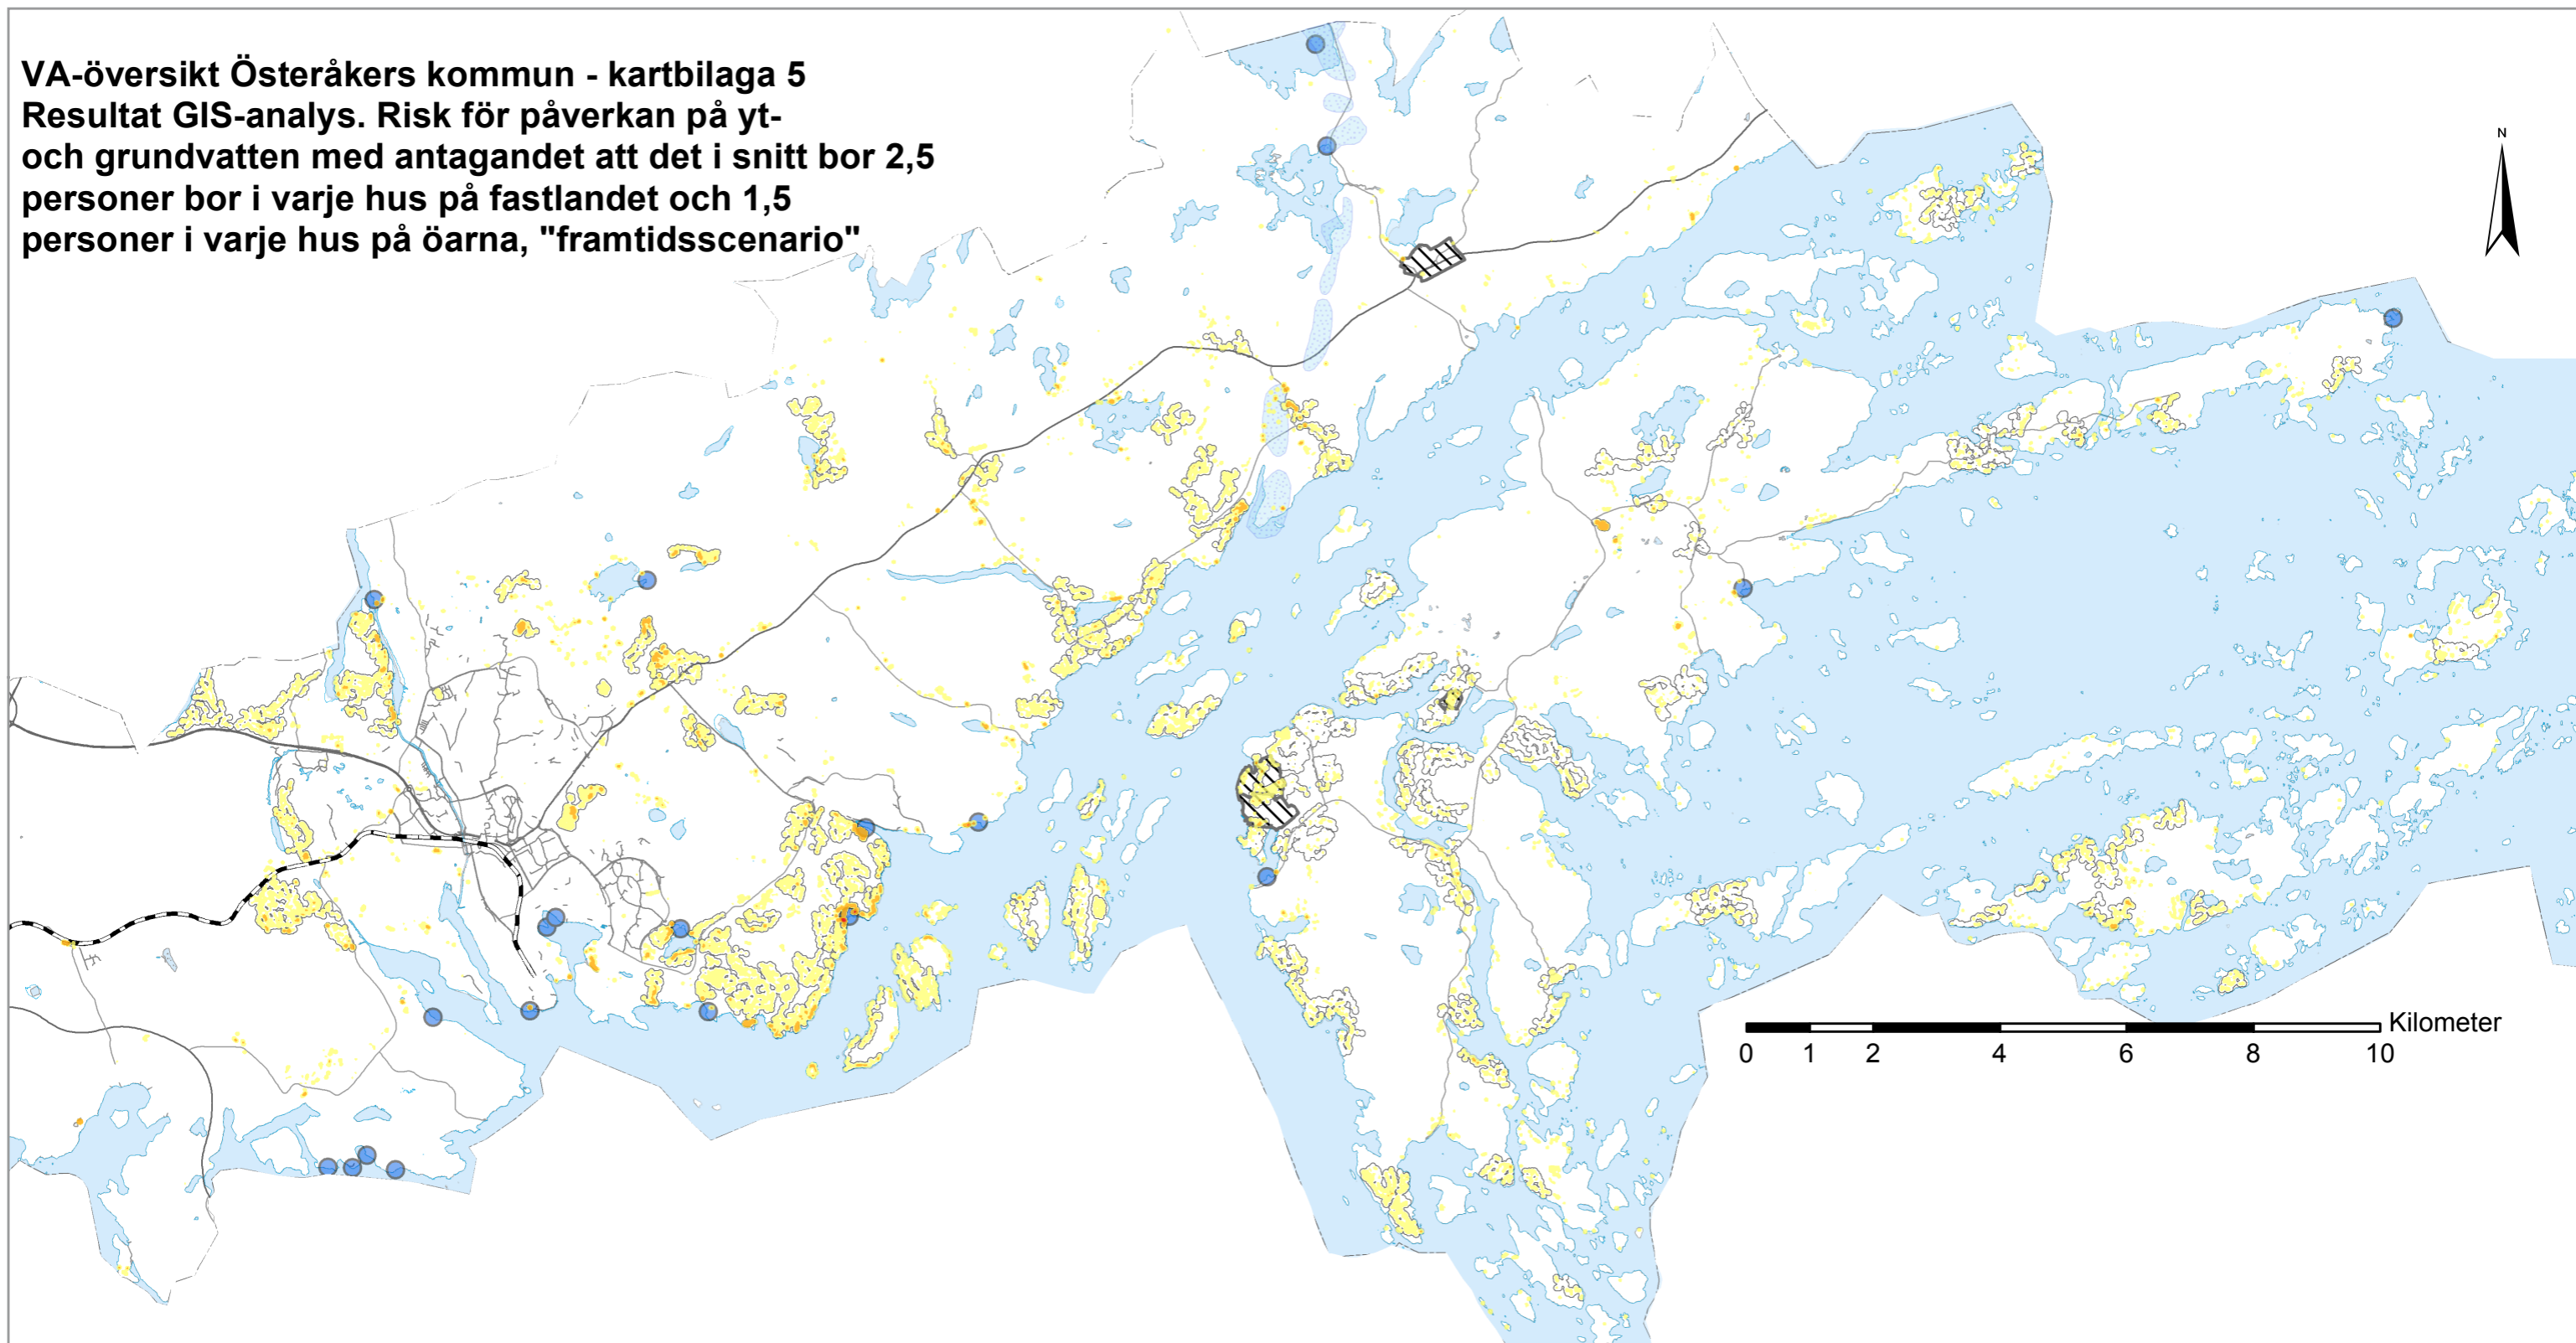 VA-översikt Österåkers kommun - kartbilaga 5
Resultat GIS-analys. Risk för påverkan på yt-
och grundvatten med antagandet att det i snitt bor 2,5
personer bor i varje hus på fastlandet och 1,5
personer i varje hus på öarna, "framtidsscenario"
N
Kilometer
0 1 2 4 6 8 10